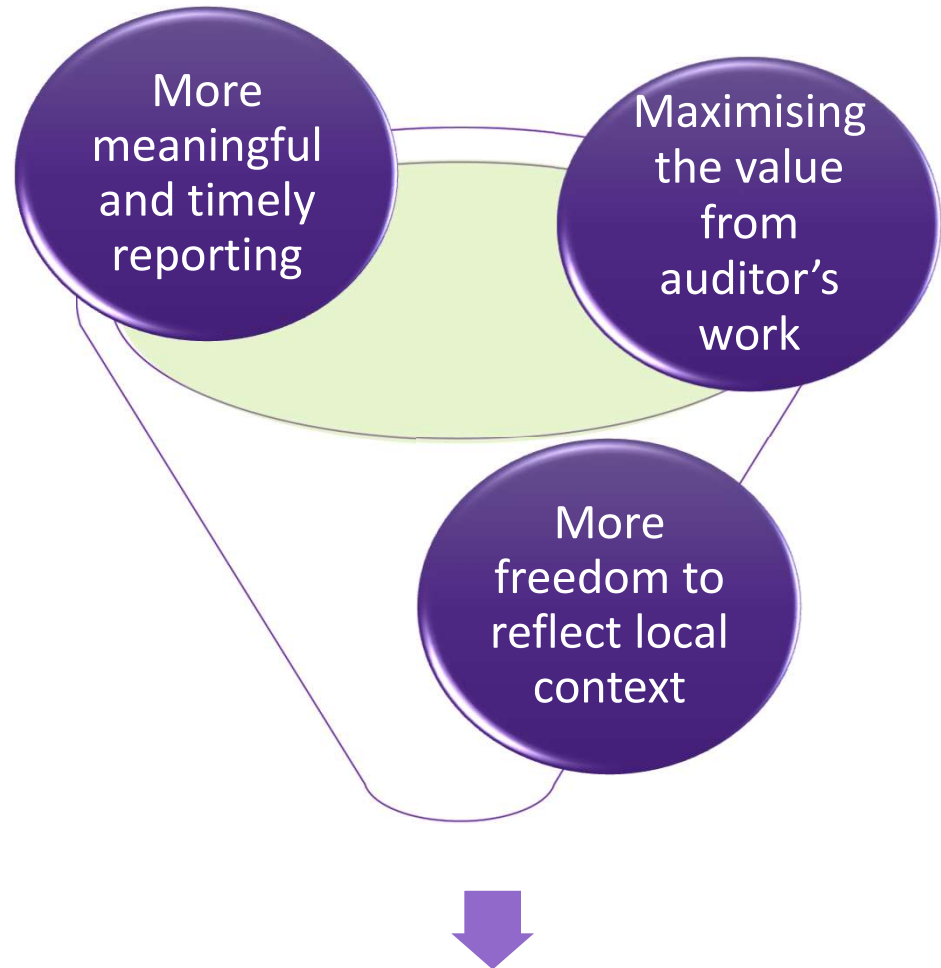 More
meaningful
and timely
reporting
Maximising
the value
from
auditor’s
work
More
freedom to
reflect local
context